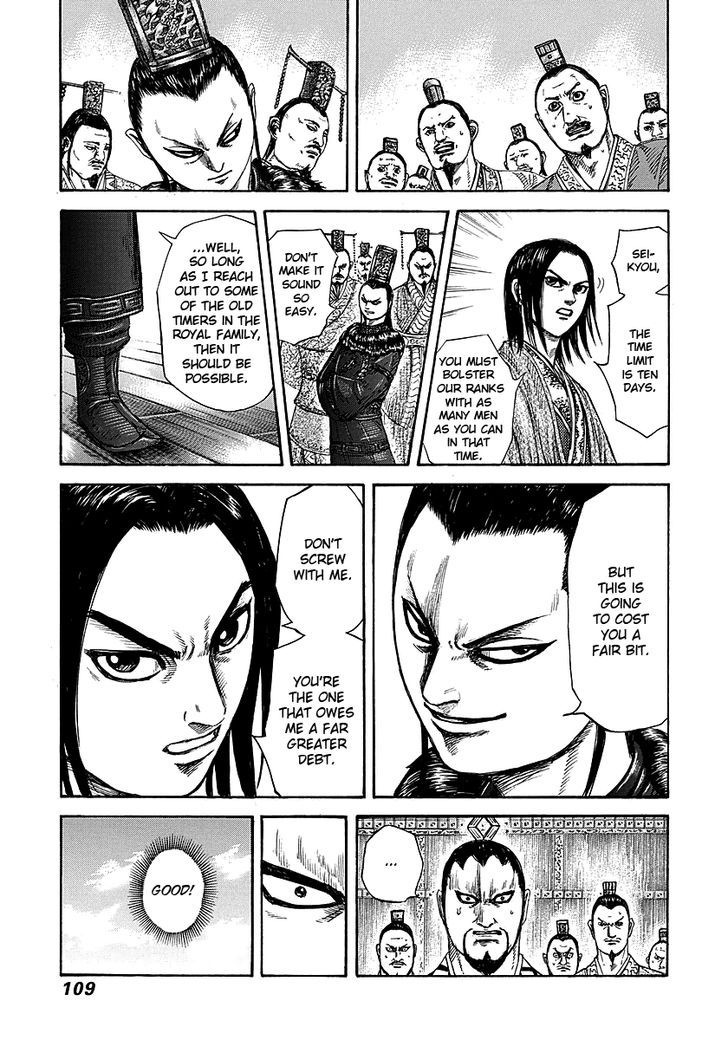 SEI-
KYOU,
THE
TIME
LIMIT
IS TEN
DAYS.
YOU MUST
BOLSTER
OUR RANKS
WITH AS
MANY MEN
AS YOU CAN
IN THAT
TIME.
DON'T
MAKE IT
SOUND
SO
EASY.
...WELL,
SO LONG
AS I REACH
OUT TO SOME
OF THE OLD
TIMERS IN THE
ROYAL FAMILY,
THEN IT
SHOULD BE
POSSIBLE.
BUT
THIS IS
GOING
TO COST
YOU A
FAIR BIT.
DON'T
SCREW
WITH ME.
YOU'RE
THE ONE
THAT OWES
ME A FAR
GREATER
DEBT.
...
GOOD!
109